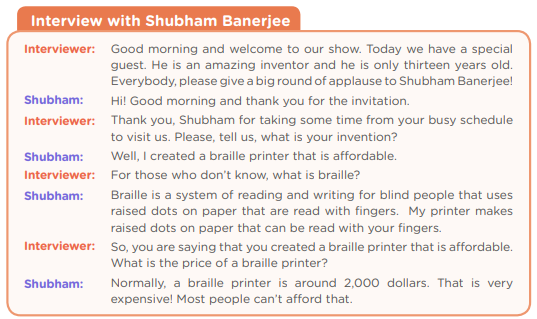 Interview with Shubham Banerjee
Interviewer: Good morning and welcome to our show. Today we have a special
guest. He is an amazing inventor and he is only thirteen years old.
Everybody, please give a big round of applause to Shubham Banerjee!
Shubham: Hi! Good morning and thank you for the invitation.
Interviewer: Thank you, Shubham for taking some time from your busy schedule
to visit us. Please, tell us, what is your invention?
Shubham: Well, I created a braille printer that is affordable.
Interviewer: For those who don't know, what is braille?
Shubham: Braille is a system of reading and writing for blind people that uses
raised dots on paper that are read with fingers. My printer makes
raised dots on paper that can be read with your fingers.
Interviewer: So, you are saying that you created a braille printer that is affordable.
What is the price of a braille printer?
Shubham: Normally, a braille printer is around 2,000 dollars. That is very
expensive! Most people can't afford that.